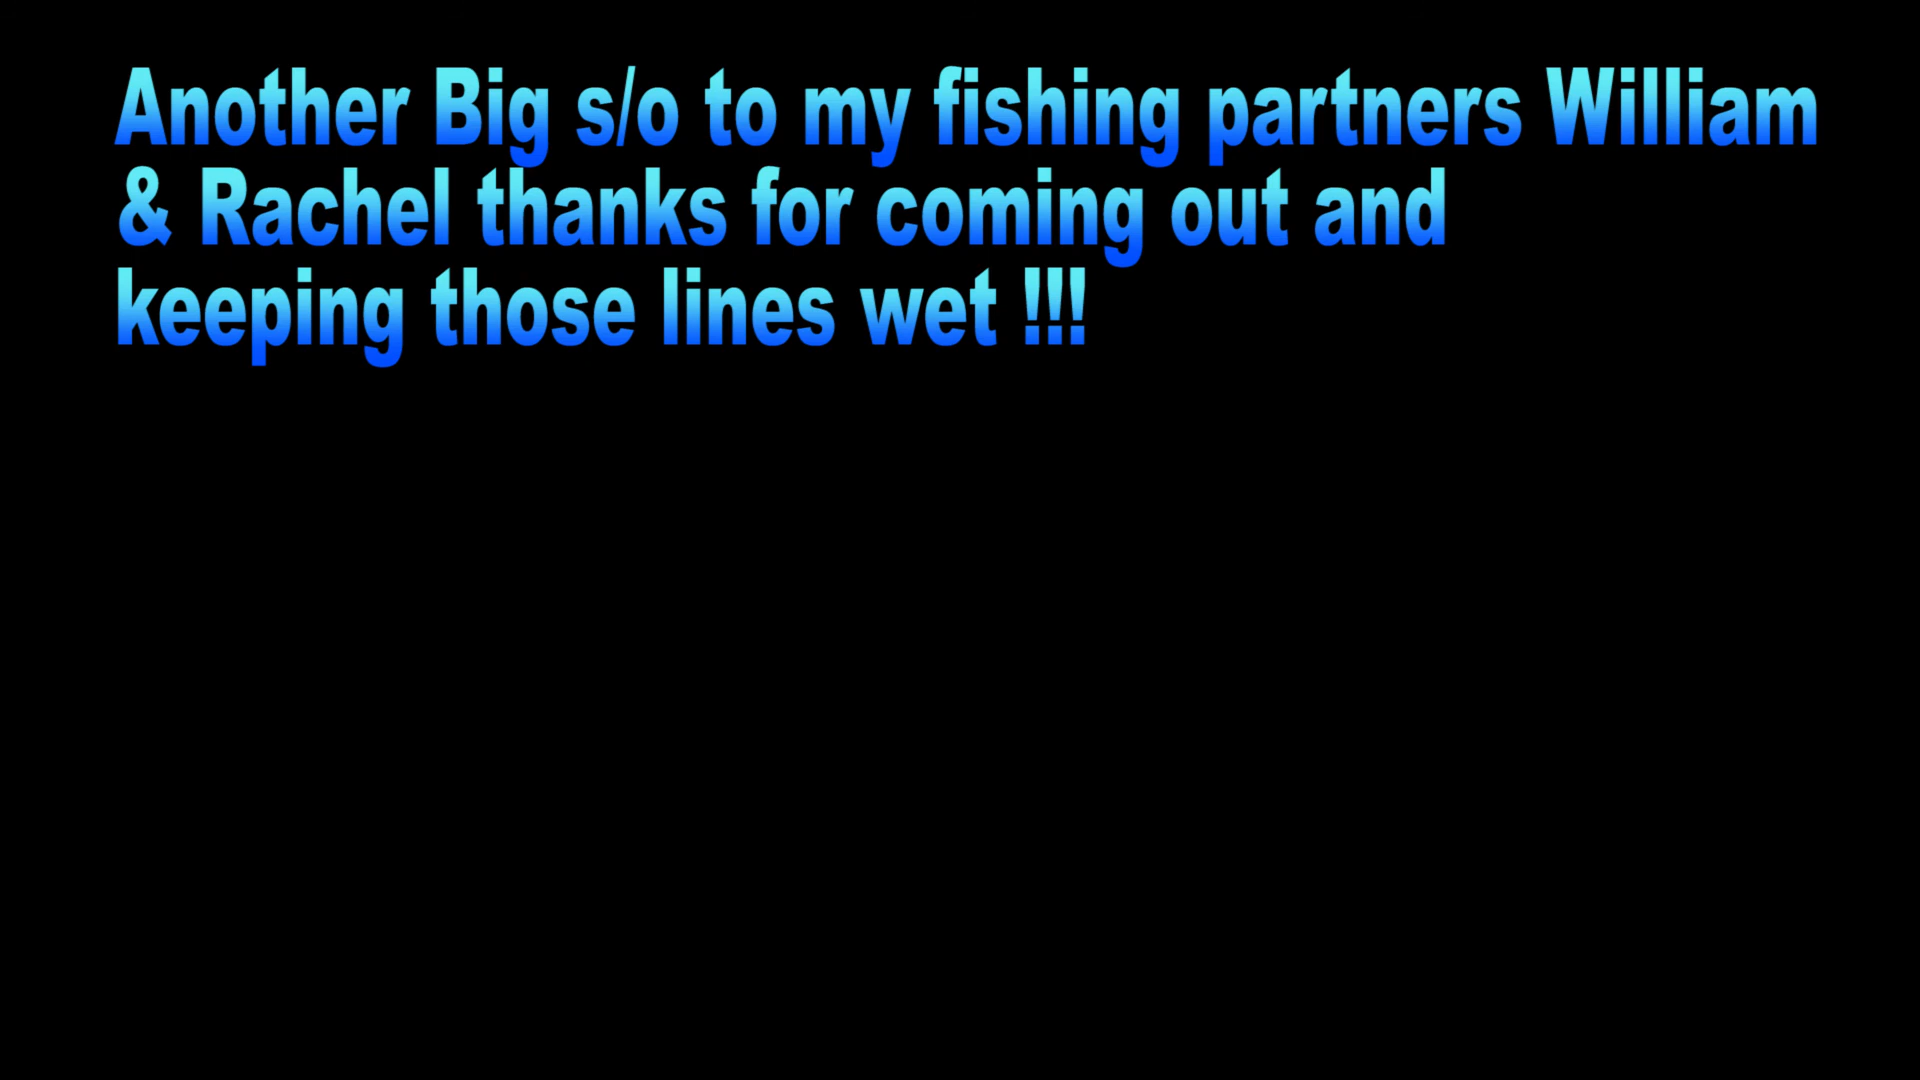 Another Big s/o to my fishing partners William
& Rachel thanks for coming out and
keeping those lines wet !!!